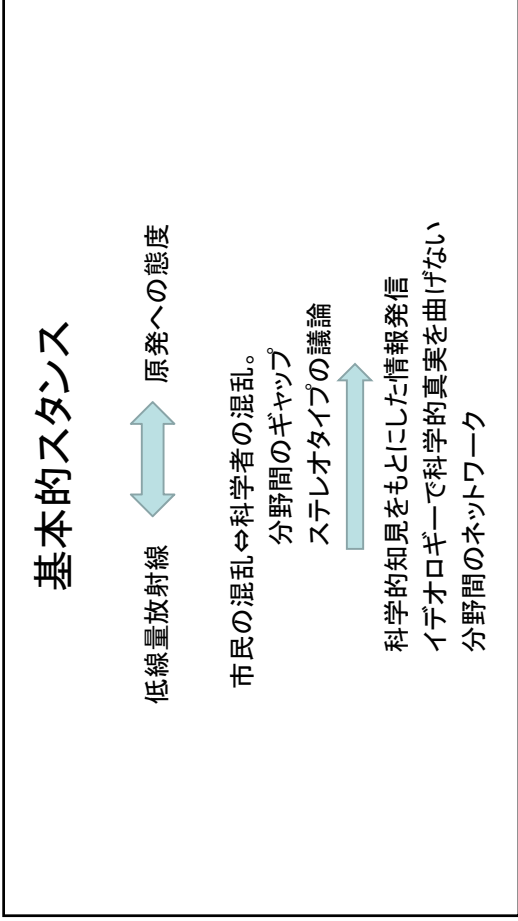 基本的スタンス
低線量放射線 原発への態度
市民の混乱⇔科学者の混乱。
分野間のギャップ
ステレオタイプの議論
科学的知見をもとにした情報発信
イデオロギーで科学的真実を曲げない
分野間のネットワーク